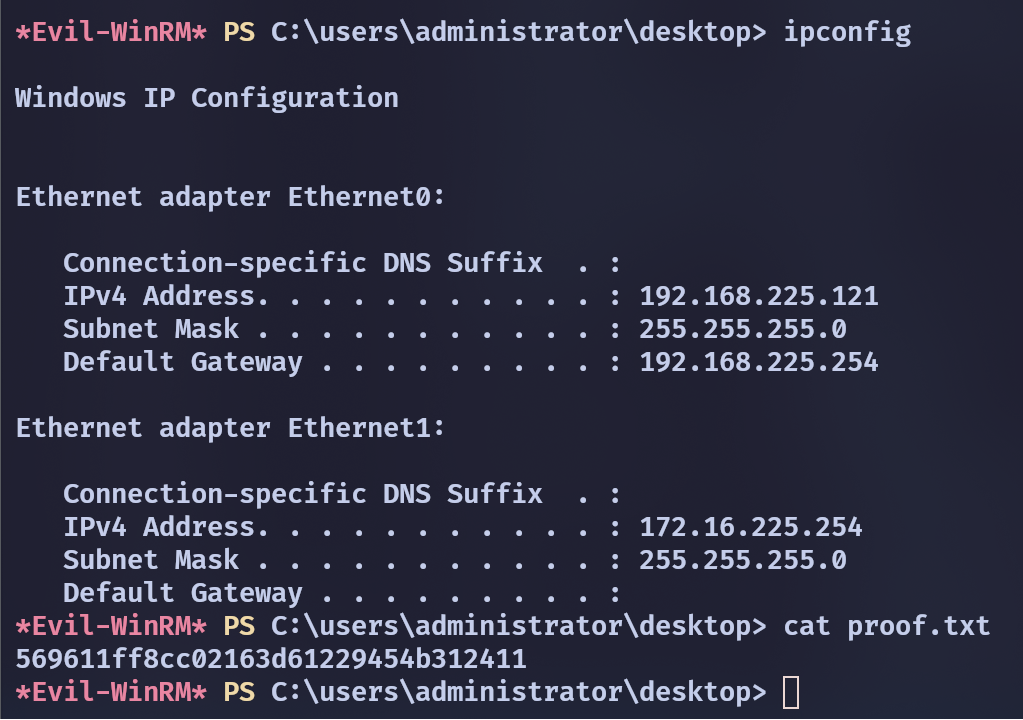 *Evil-WinRM* PS C:\users\administrator\desktop> ipconfig
Windows IP Configuration
Ethernet adapter Ethernet0:
Connection-specific DNS Suffix  . :
IPv4 Address. . . . . . . . . . . : 192.168.225.121
Subnet Mask . . . . . . . . . . . : 255.255.255.0
Default Gateway . . . . . . . . . : 192.168.225.254
Ethernet adapter Ethernet1:
Connection-specific DNS Suffix  . :
IPv4 Address. . . . . . . . . . . : 172.16.225.254
Subnet Mask . . . . . . . . . . . : 255.255.255.0
Default Gateway . . . . . . . . . :
*Evil-WinRM* PS C:\users\administrator\desktop> cat proof.txt
569611ff8cc02163d61229454b312411
*Evil-WinRM* PS C:\users\administrator\desktop>